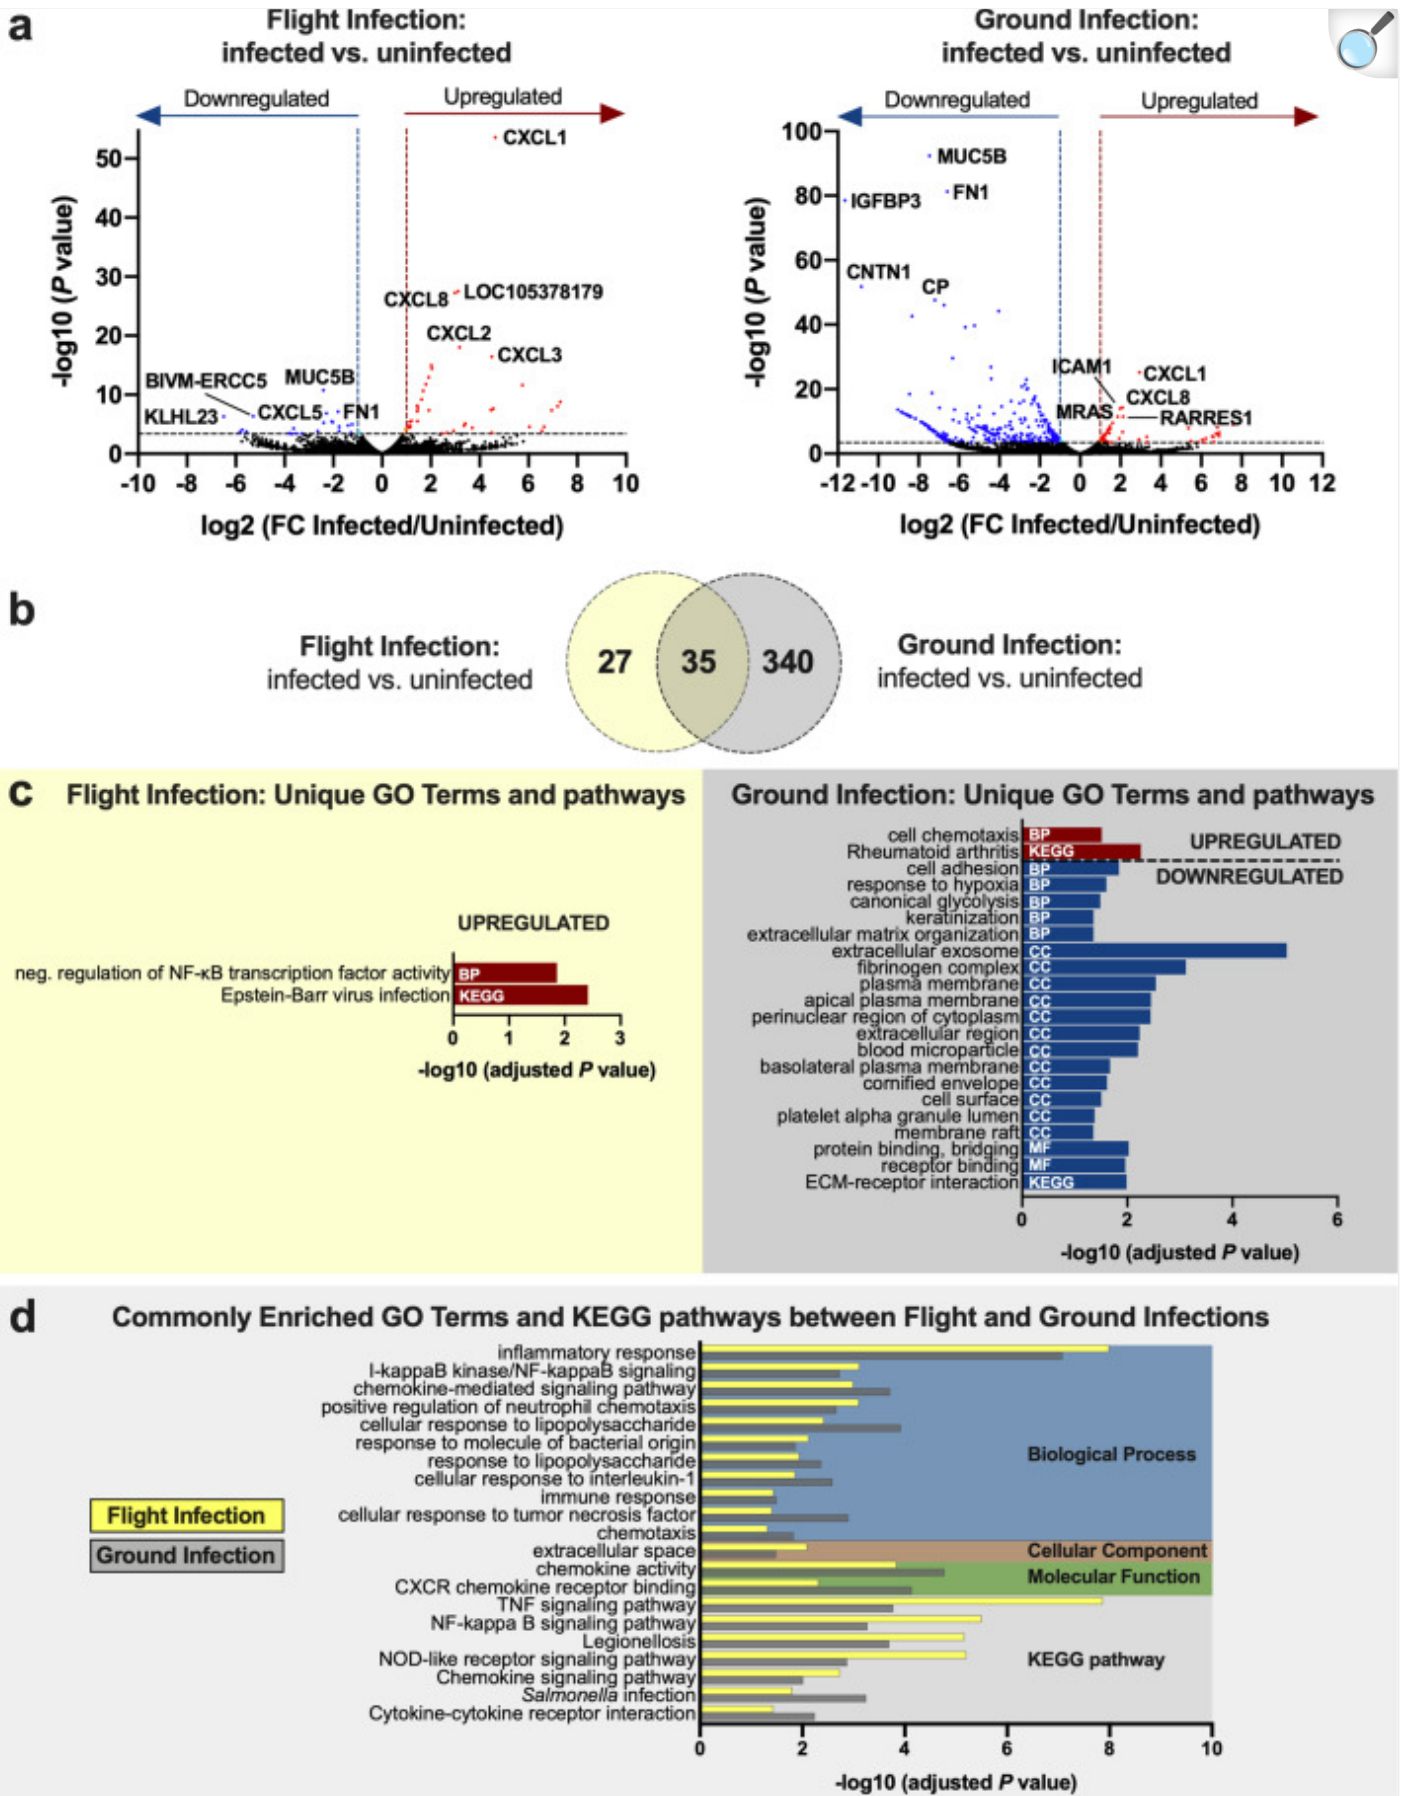 a
Flight Infection:
infected vs. uninfected
Downregulated
Upregulated
CXCL1
CXCL8
LOC105378179
CXCL2
CXCL3
BIVM-ERCC5
MUC5B
KLHL23
CXCL5
FN1
50
40
30
20
10
0
-log10 (P value)
-10 -8 -6 -4 -2 0 2 4 6 8 10
log2 (FC Infected/Uninfected)
Ground Infection:
infected vs. uninfected
Downregulated
Upregulated
MUC5B
FN1
IGFBP3
CNTN1
CP
ICAM1
CXCL1
CXCL8
MRAS
RARRES1
100
80
60
40
20
0
-log10 (P value)
-12 -10 -8 -6 -4 -2 0 2 4 6 8 10 12
log2 (FC Infected/Uninfected)
b
Flight Infection:
infected vs. uninfected
27 35 340
Ground Infection:
infected vs. uninfected
c
Flight Infection: Unique GO Terms and pathways
UPREGULATED
neg. regulation of NF-κB transcription factor activity BP
Epstein-Barr virus infection KEGG
0 1 2 3
-log10 (adjusted P value)
Ground Infection: Unique GO Terms and pathways
cell chemotaxis BP
UPREGULATED
Rheumatoid arthritis KEGG
cell adhesion BP
DOWNREGULATED
response to hypoxia BP
canonical glycolysis BP
keratinization BP
extracellular matrix organization BP
extracellular exosome CC
fibrinogen complex CC
plasma membrane CC
apical plasma membrane CC
perinuclear region of cytoplasm CC
extracellular region CC
blood microparticle CC
basolateral plasma membrane CC
cornified envelope CC
cell surface CC
platelet alpha granule lumen CC
membrane raft CC
protein binding, bridging MF
receptor binding MF
ECM-receptor interaction KEGG
0 2 4 6
-log10 (adjusted P value)
d
Commonly Enriched GO Terms and KEGG pathways between Flight and Ground Infections
Flight Infection
Ground Infection
inflammatory response
I-kappaB kinase/NF-kappaB signaling
chemokine-mediated signaling pathway
positive regulation of neutrophil chemotaxis
cellular response to lipopolysaccharide
response to molecule of bacterial origin
response to lipopolysaccharide
cellular response to interleukin-1
immune response
cellular response to tumor necrosis factor
chemotaxis
extracellular space
chemokine activity
CXCR chemokine receptor binding
TNF signaling pathway
NF-kappa B signaling pathway
Legionellosis
NOD-like receptor signaling pathway
Chemokine signaling pathway
Salmonella infection
Cytokine-cytokine receptor interaction
Biological Process
Cellular Component
Molecular Function
KEGG pathway
0 2 4 6 8 10
-log10 (adjusted P value)